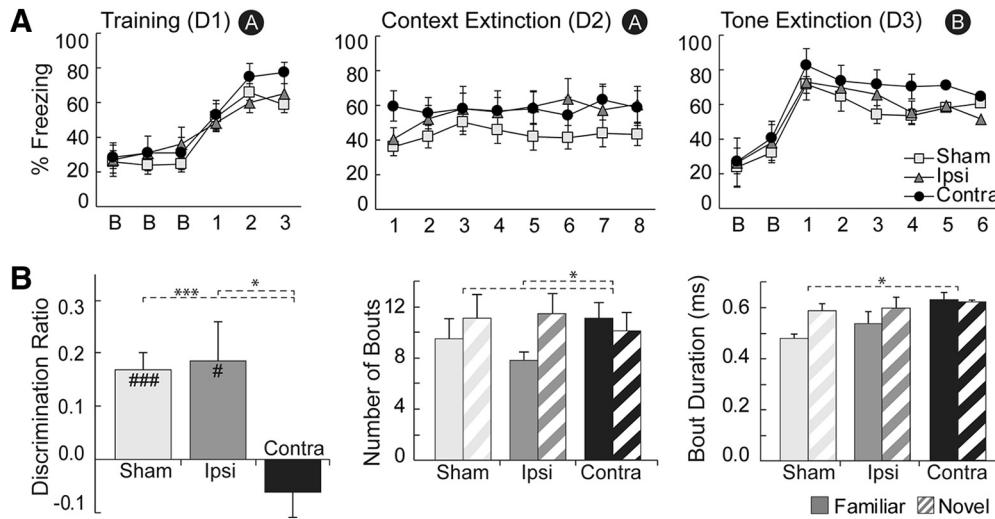 A
Training (D1) A
Context Extinction (D2) A
Tone Extinction (D3) B
% Freezing
100
80
60
40
20
0
B B B 1 2 3
100
80
60
40
20
0
1 2 3 4 5 6 7 8
100
80
60
40
20
0
B B 1 2 3 4 5 6
Sham
Ipsi
Contra
B
Discrimination Ratio
0.3
0.2
0.1
0.0
-0.1
*** *
### #
Sham Ipsi Contra
Number of Bouts
12
8
4
0
*
Sham Ipsi Contra
Bout Duration (ms)
0.6
0.4
0.2
0.0
*
Sham Ipsi Contra
Familiar Novel